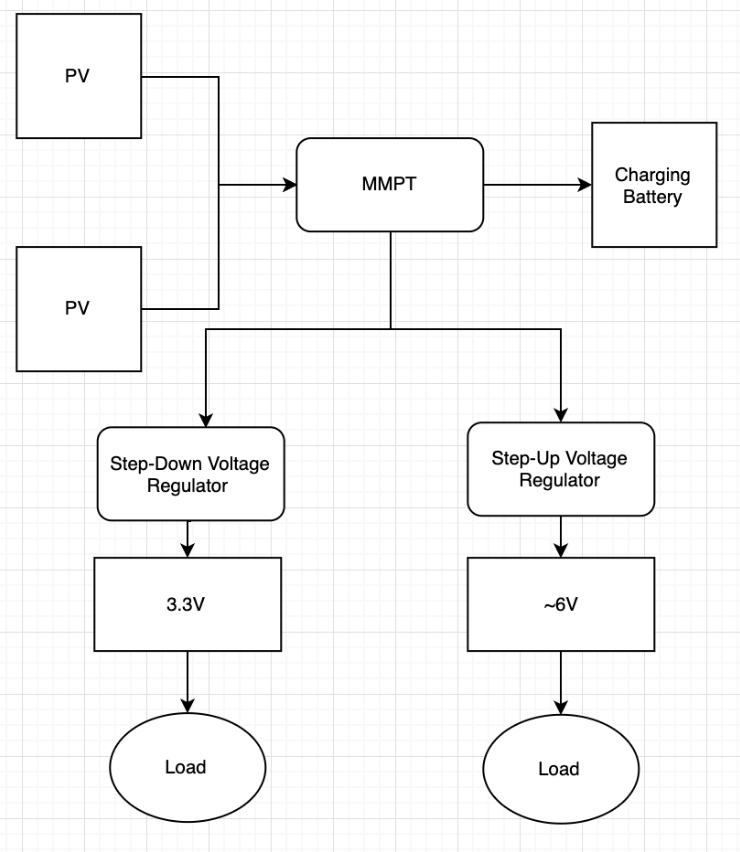 PV
MMPT
Charging
Battery
PV
Step-Down Voltage
Regulator
Step-Up Voltage
Regulator
3.3V
~6V
Load
Load